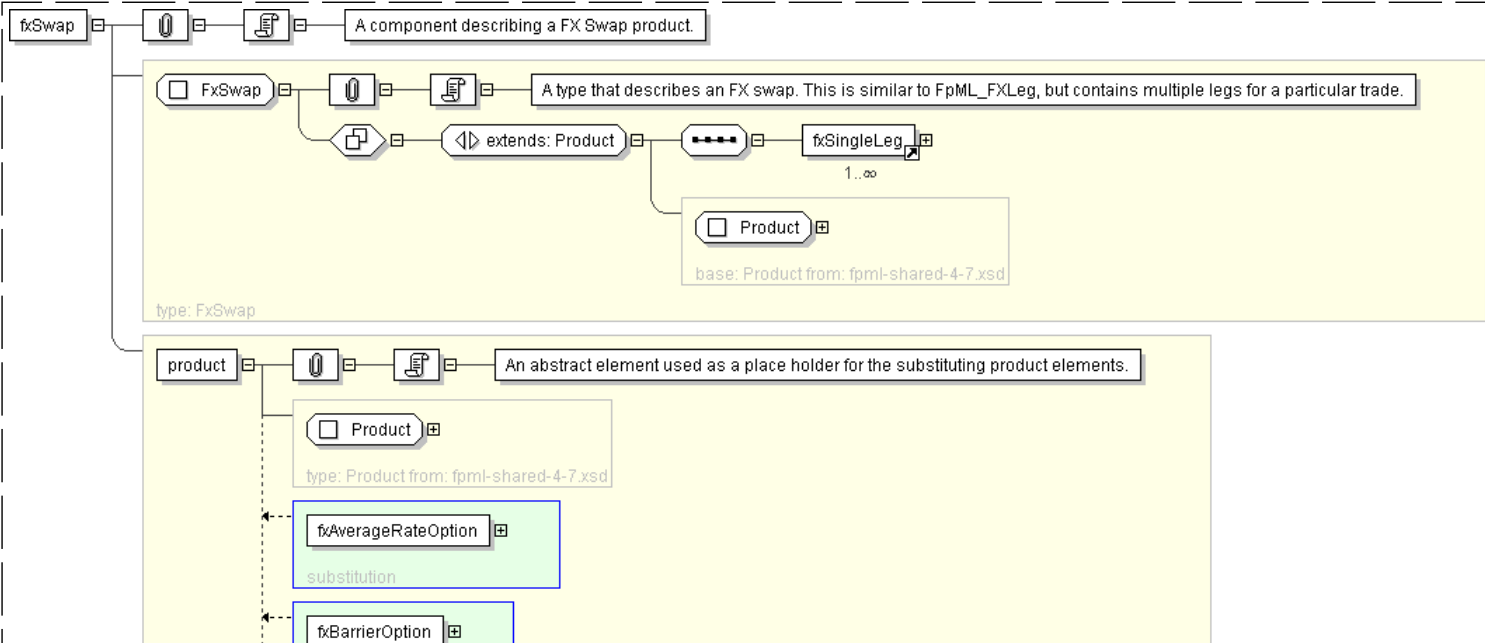 fxSwap
A component describing a FX Swap product.
FxSwap
A type that describes an FX swap. This is similar to FpML_FXLeg, but contains multiple legs for a particular trade.
extends: Product
fxSingleLeg
1..∞
Product
base: Product from: fpml-shared-4-7.xsd
type: FxSwap
product
An abstract element used as a place holder for the substituting product elements.
Product
type: Product from: fpml-shared-4-7.xsd
fxAverageRateOption
substitution
fxBarrierOption